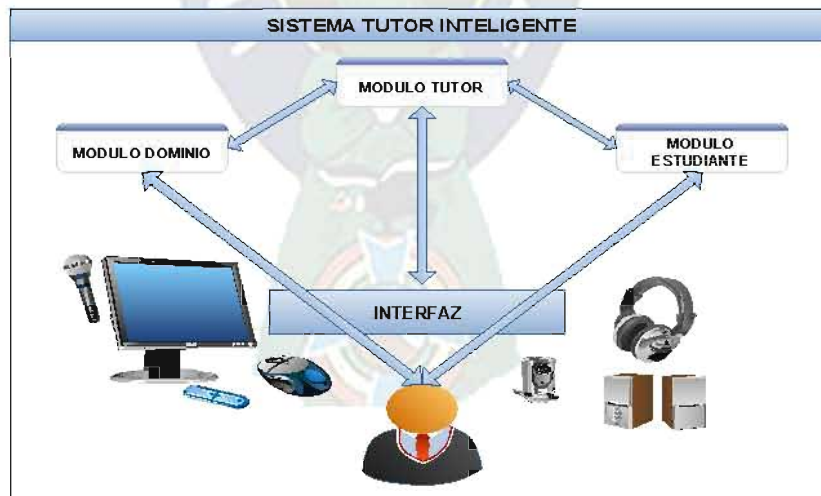 SISTEMA TUTOR INTELIGENTE
MODULO TUTOR
MODULO DOMINIO
MODULO
ESTUDIANTE
INTERFAZ